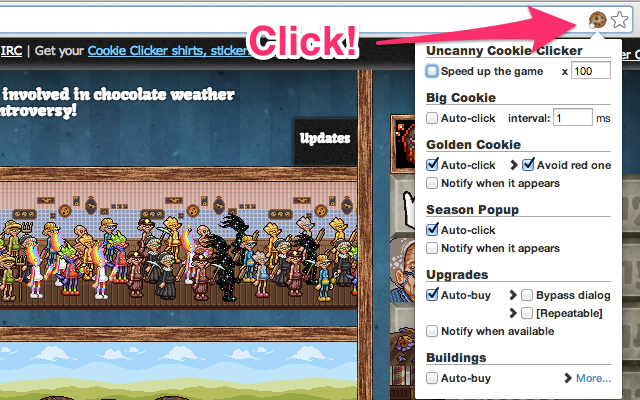 IRC | Get your Cookie Clicker shirts, sticker
Click!
involved in chocolate weather
ntroversy!
Updates
Uncanny Cookie Clicker
Speed up the game x 100
Big Cookie
Auto-click interval: 1 ms
Golden Cookie
Auto-click Avoid red one
Notify when it appears
Season Popup
Auto-click
Notify when it appears
Upgrades
Auto-buy Bypass dialog
[Repeatable]
Notify when available
Buildings
Auto-buy More...